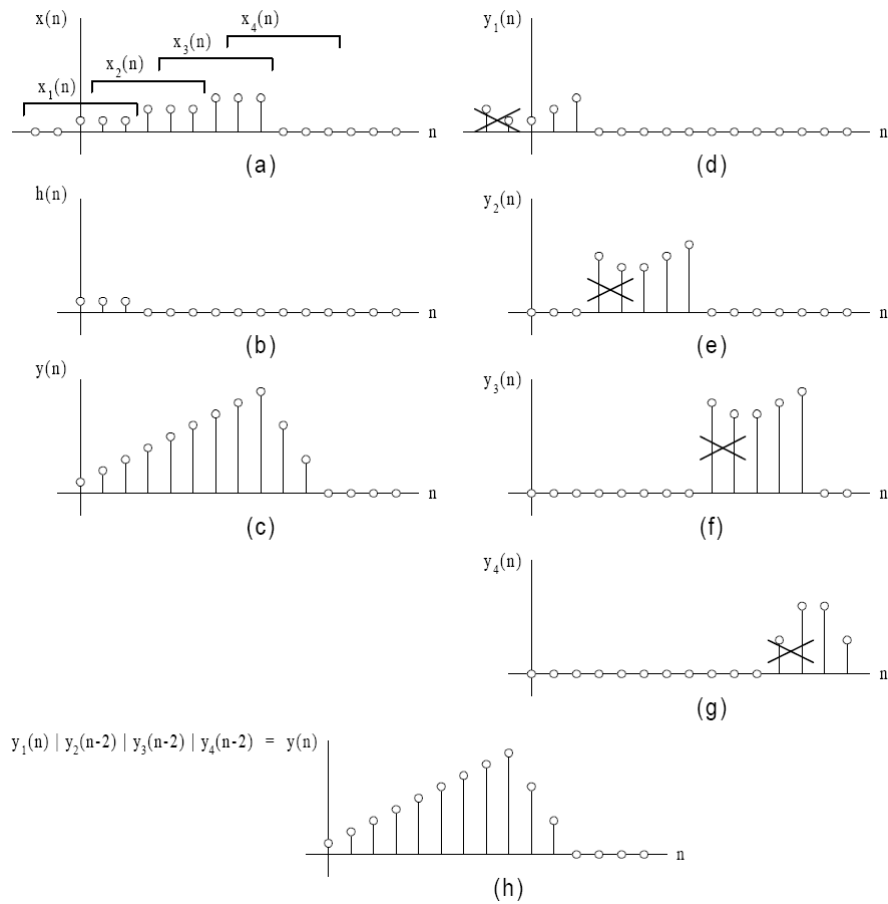 x(n)
x₄(n)
x₃(n)
x₂(n)
x₁(n)
n
(a)
y₁(n)
n
(d)
h(n)
n
(b)
y₂(n)
n
(e)
y(n)
n
(c)
y₃(n)
n
(f)
y₄(n)
n
(g)
y₁(n) | y₂(n-2) | y₃(n-2) | y₄(n-2) = y(n)
n
(h)